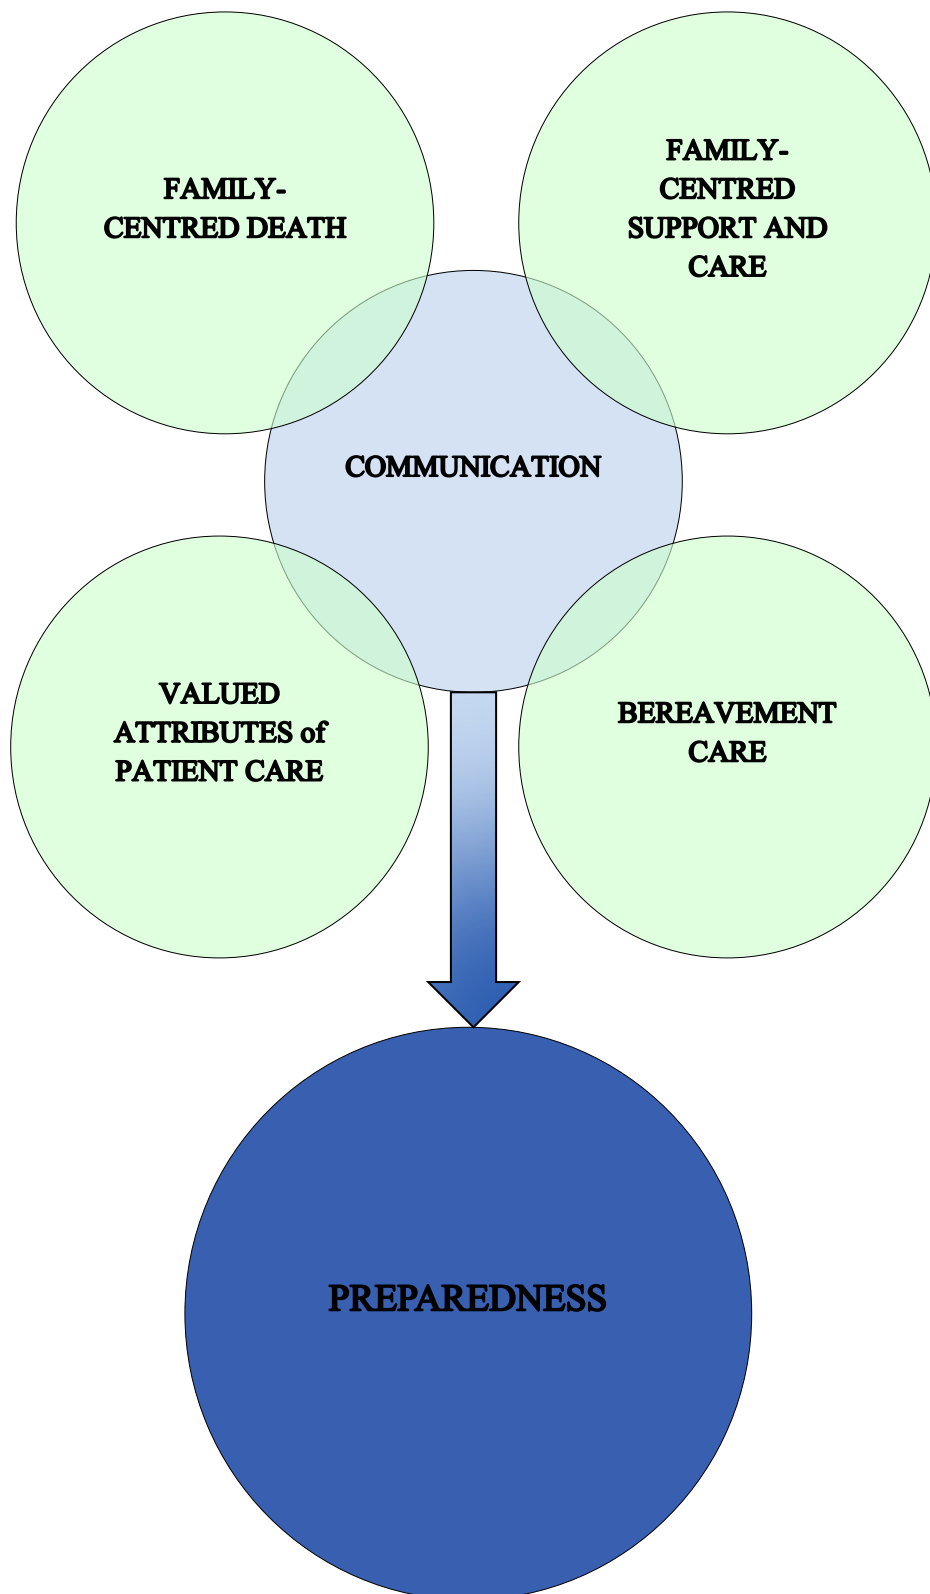 FAMILY-
CENTRED DEATH
FAMILY-
CENTRED
SUPPORT AND
CARE
COMMUNICATION
VALUED
ATTRIBUTES of
PATIENT CARE
BEREAVEMENT
CARE
PREPAREDNESS